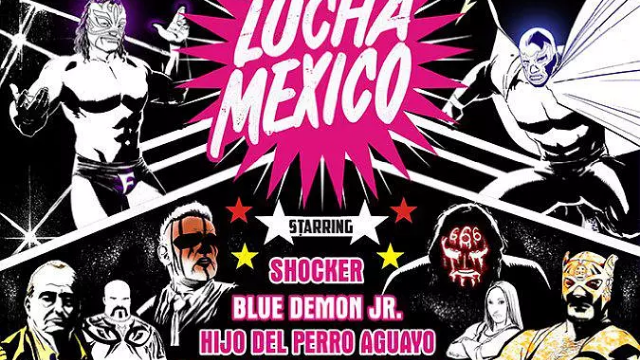 LUCHA
MEXICO
STARRING
666
SHOCKER
BLUE DEMON JR.
HIJO DEL PERRO AGUAYO